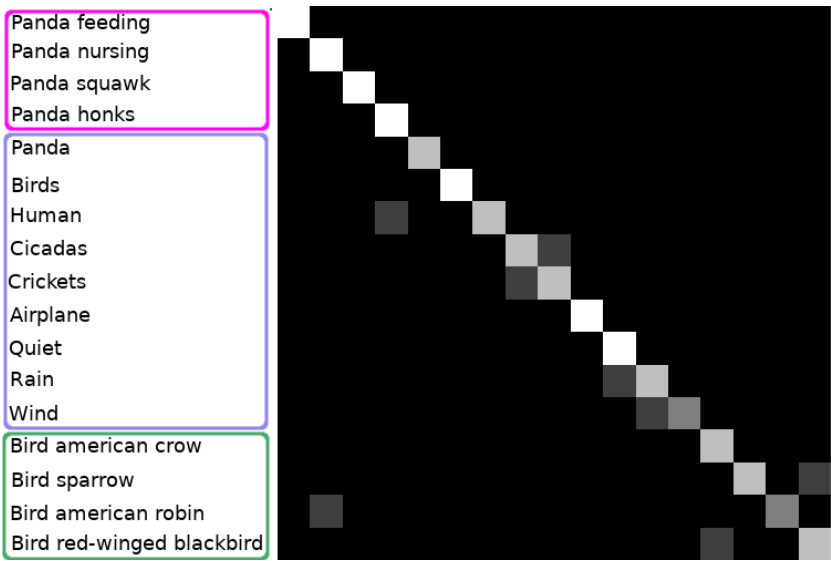 Panda feeding
Panda nursing
Panda squawk
Panda honks
Panda
Birds
Human
Cicadas
Crickets
Airplane
Quiet
Rain
Wind
Bird american crow
Bird sparrow
Bird american robin
Bird red-winged blackbird